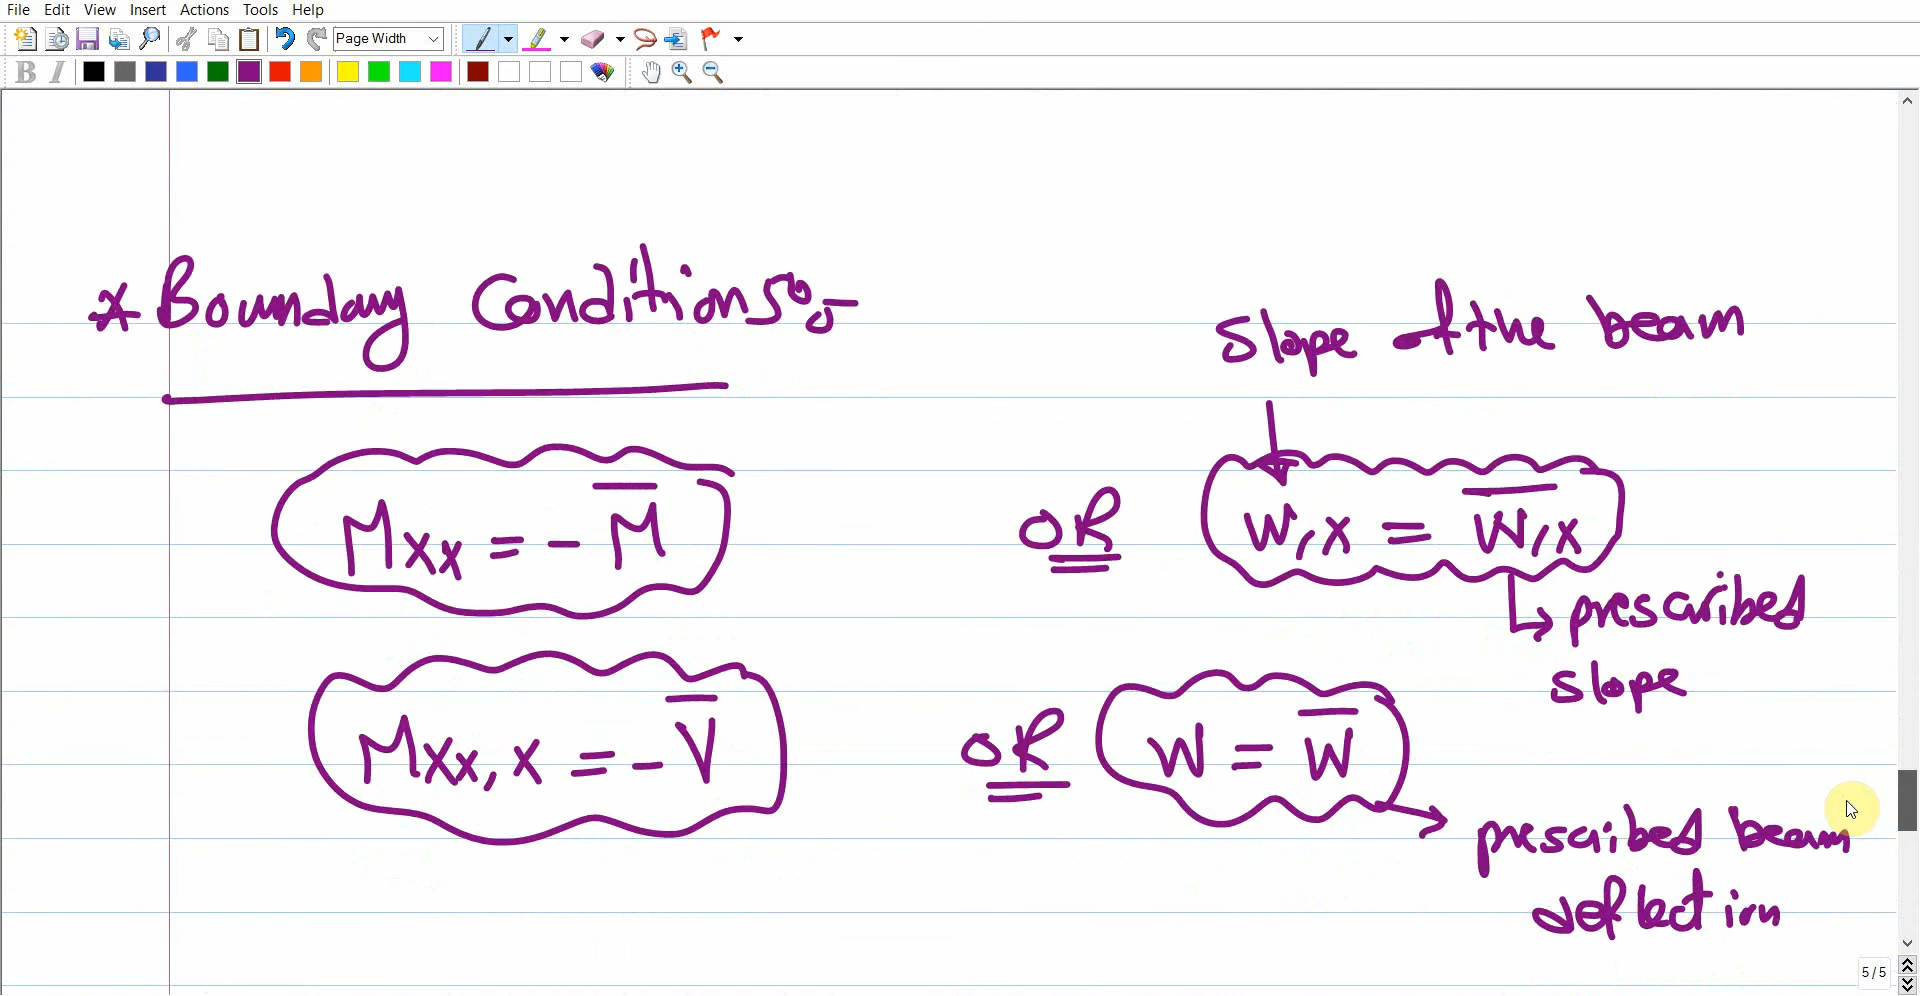 File Edit View Insert Actions Tools Help
Page Width
B I
* Boundary Conditions:-
slope of the beam
Mxx = - M̅ OR W,x = W̅,x̅
prescribed
slope
Mxx,x = - V̅ OR W = W̅
prescribed beam
deflection
5/5